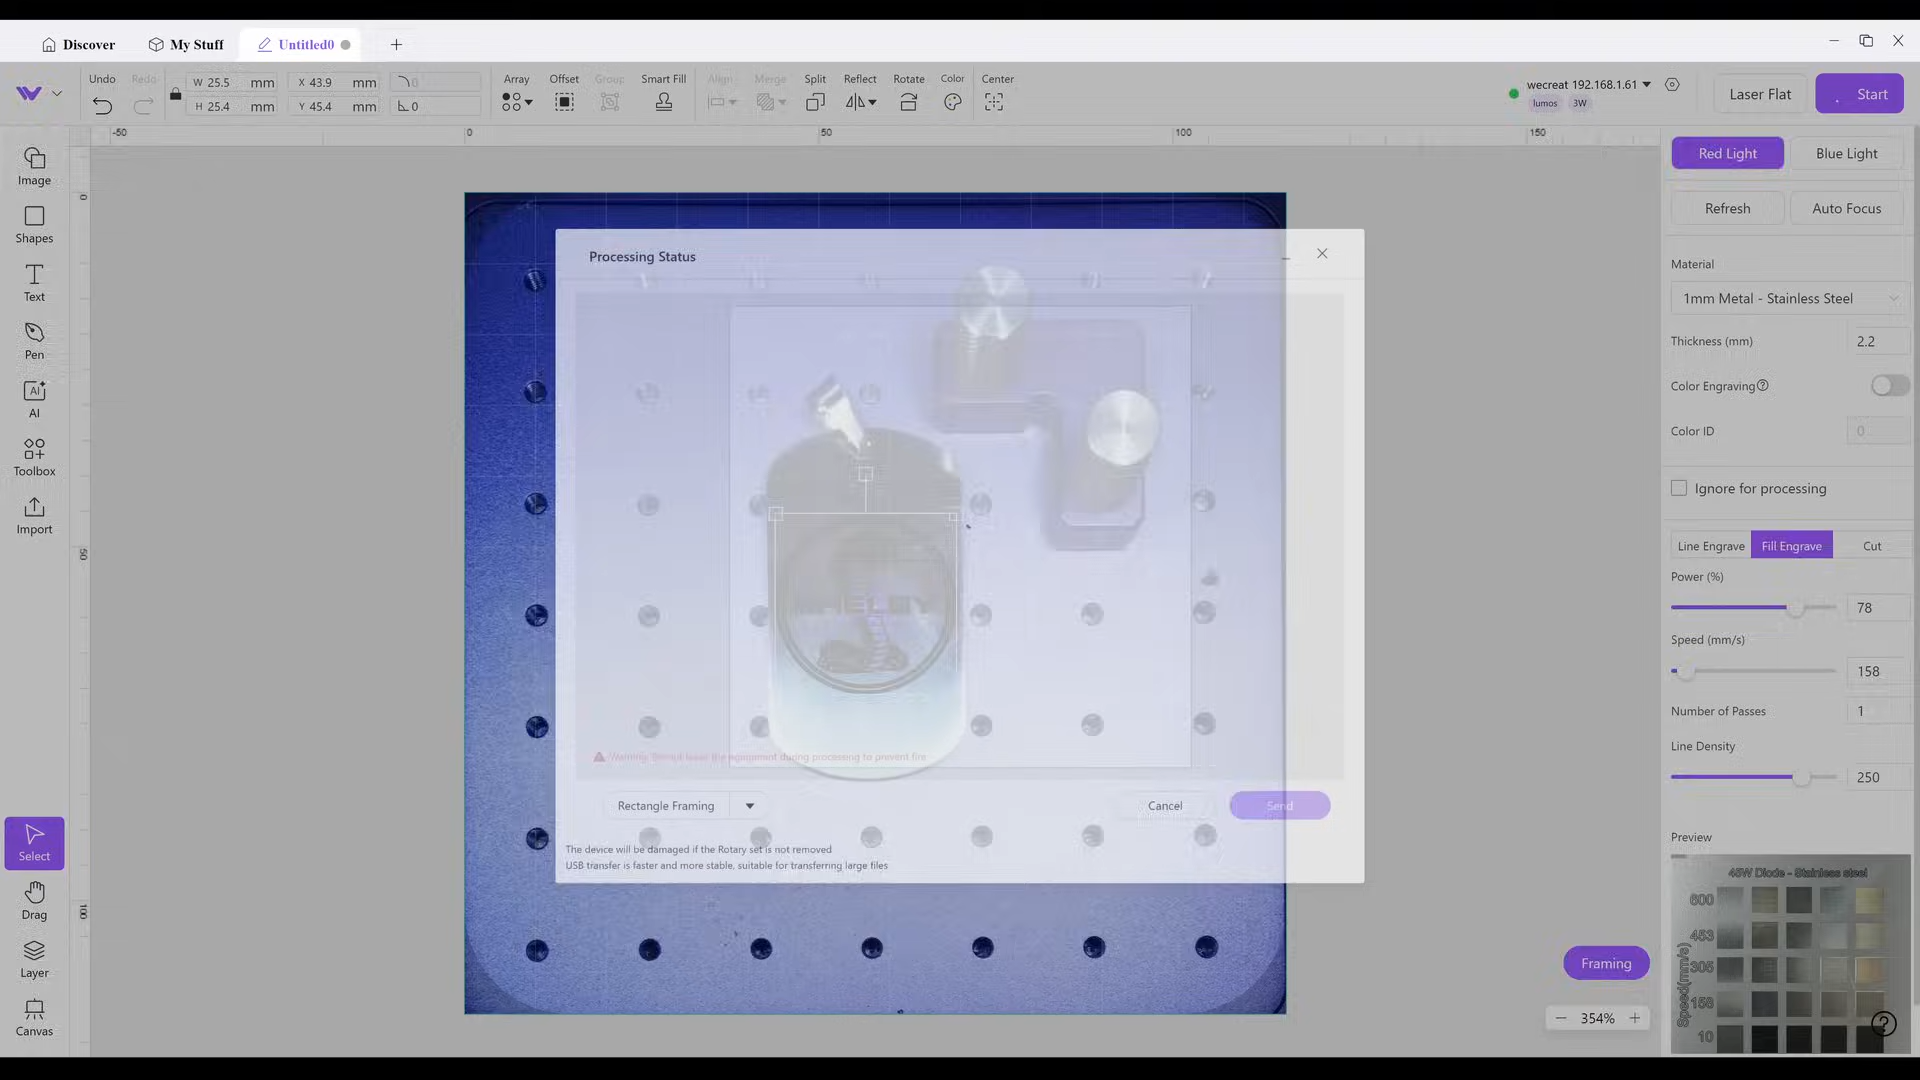 Discover
My Stuff
Untitled0
Undo
Redo
W 25.5 mm
H 25.4 mm
X 43.9 mm
Y 45.4 mm
0
0
Array
Offset
Group
Smart Fill
Align
Merge
Split
Reflect
Rotate
Color
Center
wecreat 192.168.1.61
lumos 3W
Laser Flat
Start
-50 0 50 100 150
0
50
100
Image
Shapes
Text
Pen
AI
AI
Toolbox
Import
Select
Drag
Layer
Canvas
Processing Status
Rectangle Framing
Cancel
Send
The device will be damaged if the Rotary set is not removed
USB transfer is faster and more stable, suitable for transferring large files
Framing
354%
Red Light
Blue Light
Refresh
Auto Focus
Material
1mm Metal - Stainless Steel
Thickness (mm)
2.2
Color Engraving
Color ID
0
Ignore for processing
Line Engrave
Fill Engrave
Cut
Power (%)
78
Speed (mm/s)
158
Number of Passes
1
Line Density
250
Preview
45W Diode - Stainless steel
Speed(mm/s)
600
453
305
158
10